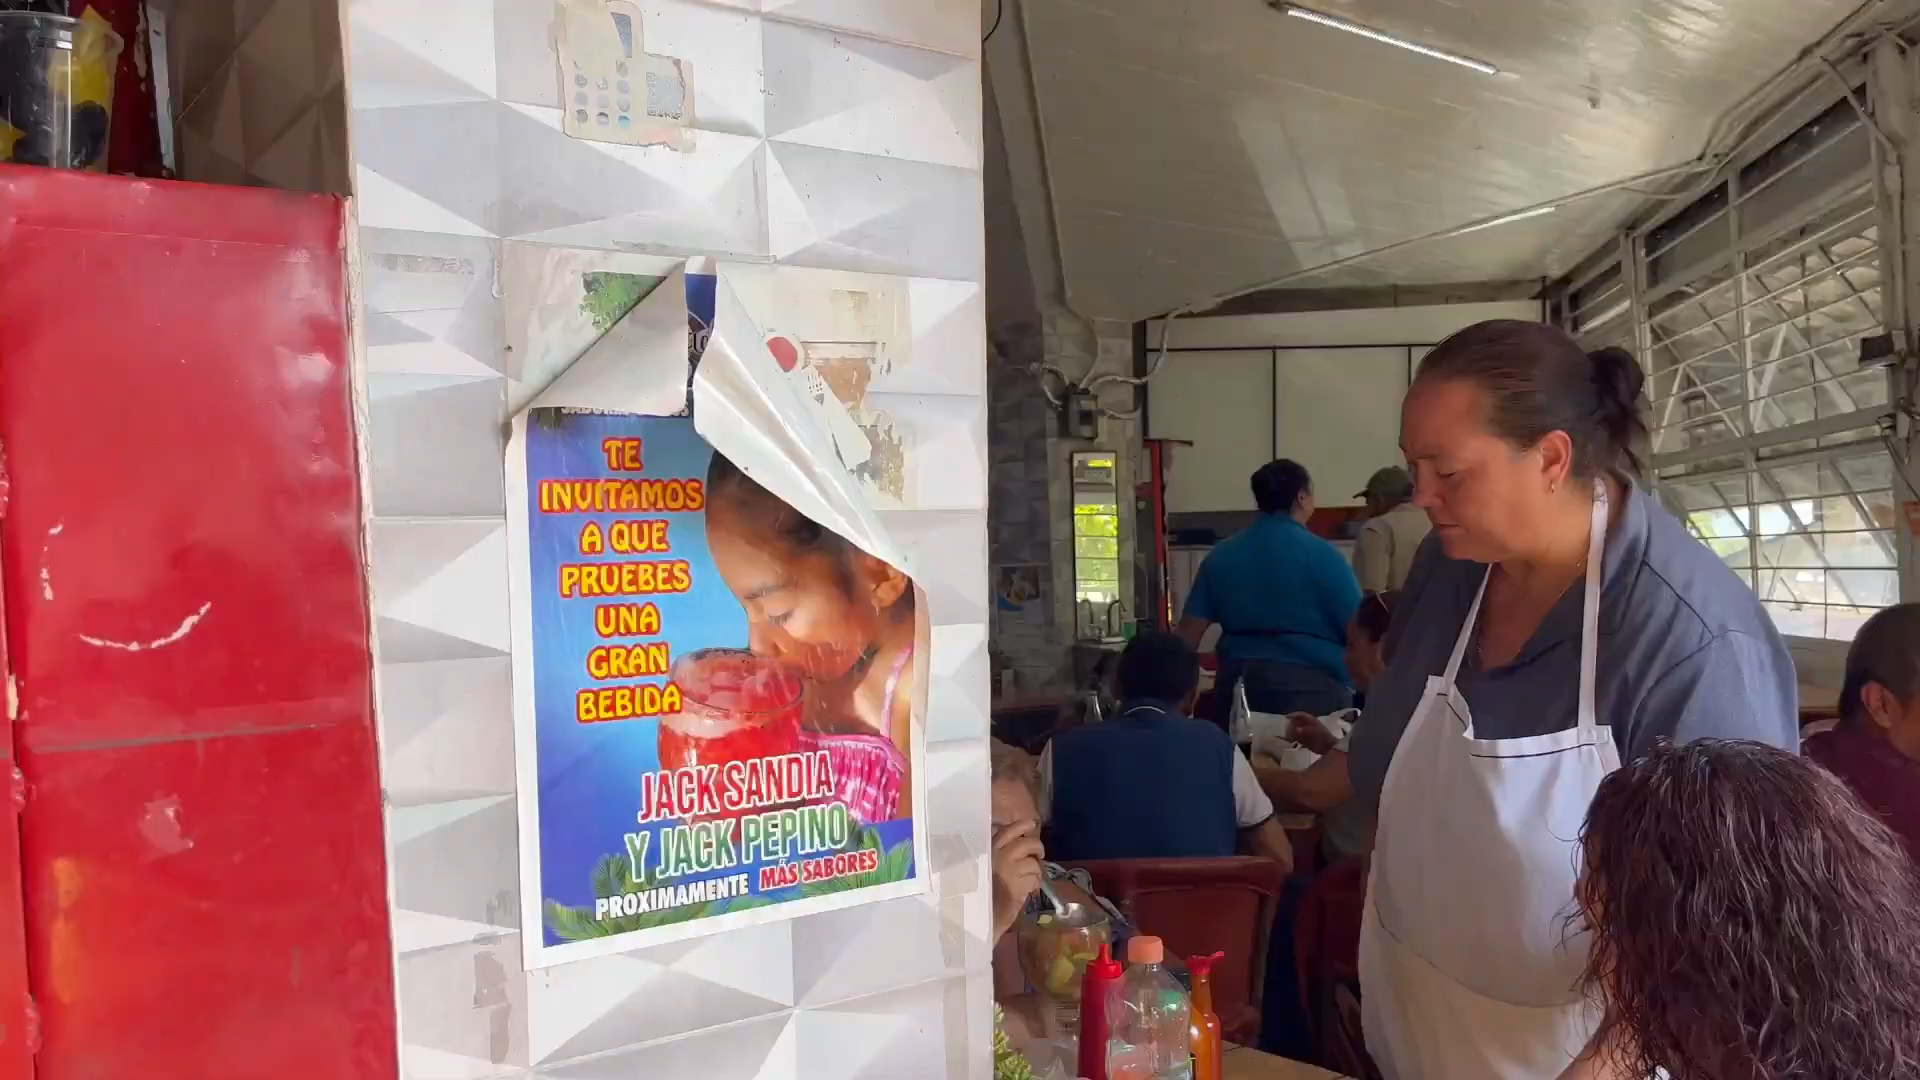 TE
INVITAMOS
A QUE
PRUEBES
UNA
GRAN
BEBIDA
JACK SANDIA
Y JACK PEPINO
PROXIMAMENTE MÁS SABORES